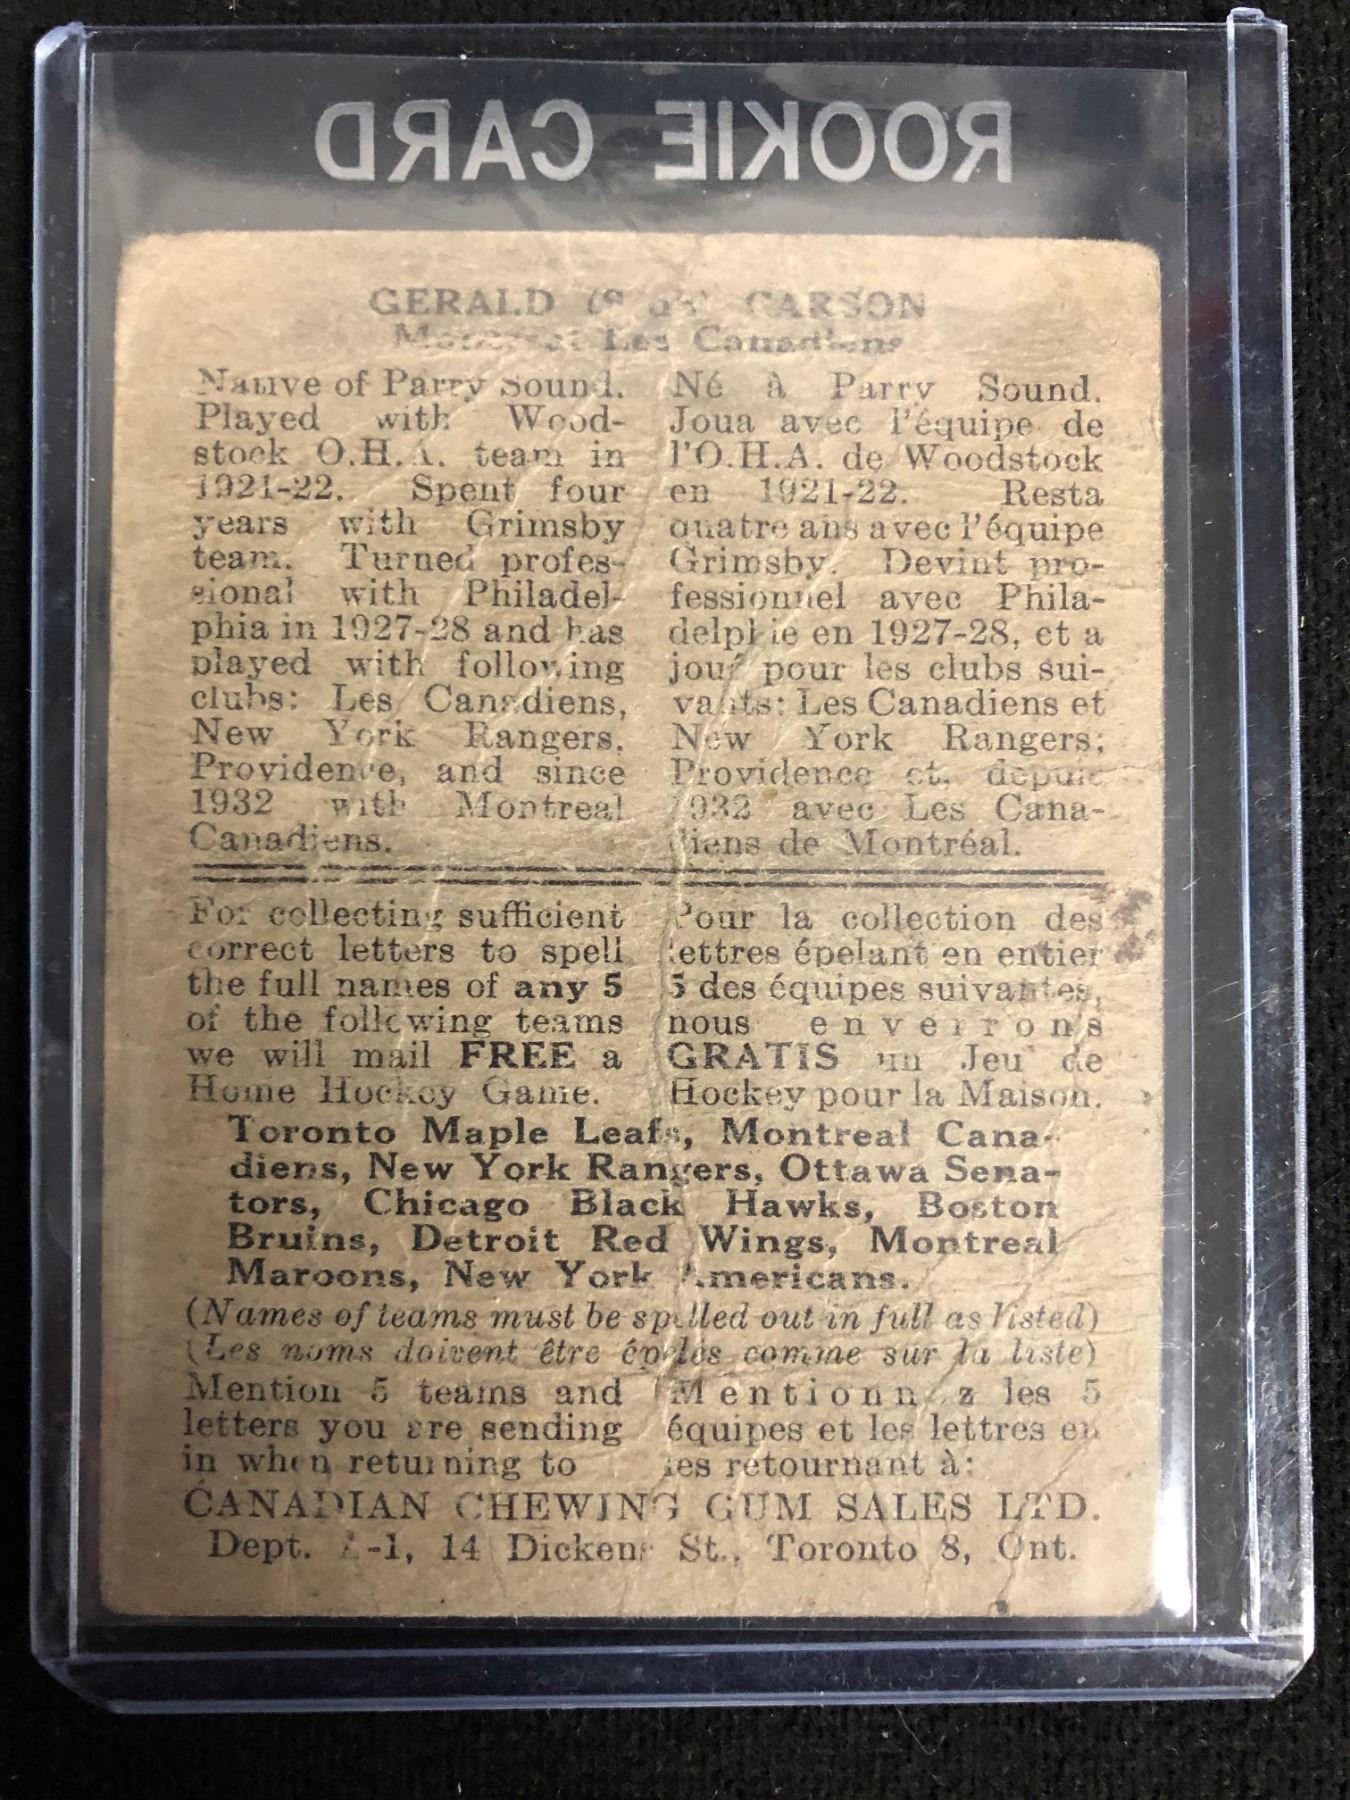 ROOKIE CARD
GERALD CARSON
Les Canadiens
Native of Parry Sound.
Played with Wood-
stock O.H.A. team in
1921-22. Spent four
years with Grimsby
team. Turned profes-
sional with Philadel-
phia in 1927-28 and has
played with following
clubs: Les Canadiens,
New York Rangers,
Providence, and since
1932 with Montreal
Canadiens.
Né à Parry Sound.
Joua avec l'équipe de
l'O.H.A. de Woodstock
en 1921-22. Resta
quatre ans avec l'équipe
Grimsby. Devint pro-
fessionnel avec Phila-
delphie en 1927-28, et a
joué pour les clubs sui-
vants: Les Canadiens et
New York Rangers;
Providence et, depuis
1932 avec Les Cana-
diens de Montréal.
For collecting sufficient
correct letters to spell
the full names of any 5
of the following teams
we will mail FREE a
Home Hockey Game.
Pour la collection des
lettres épelant en entier
5 des équipes suivantes,
nous enverrons
GRATIS un Jeu de
Hockey pour la Maison.
Toronto Maple Leafs, Montreal Cana-
diens, New York Rangers, Ottawa Sena-
tors, Chicago Black Hawks, Boston
Bruins, Detroit Red Wings, Montreal
Maroons, New York Americans.
(Names of teams must be spelled out in full as listed)
(Les noms doivent être épelés comme sur la liste)
Mention 5 teams and
letters you are sending
in when returning to
Mentionnez les 5
équipes et les lettres en
les retournant à:
CANADIAN CHEWING GUM SALES LTD.
Dept. -1, 14 Dickens St., Toronto 8, Ont.